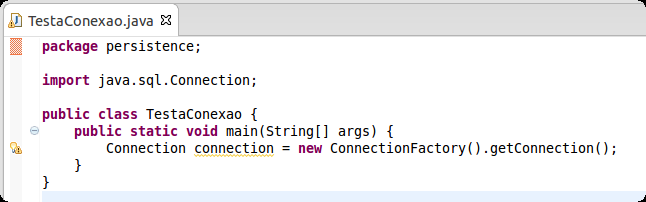 TestaConexao.java
package persistence;
import java.sql.Connection;
public class TestaConexao {
public static void main(String[] args) {
Connection connection = new ConnectionFactory().getConnection();
}
}